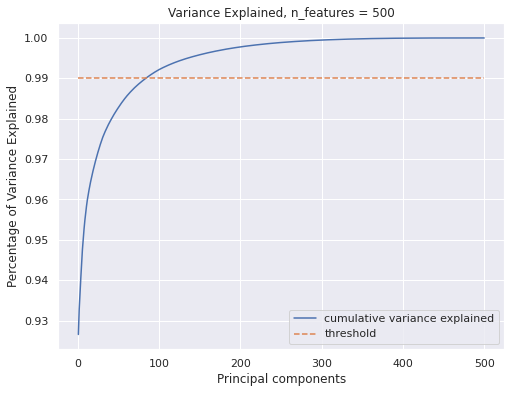 Variance Explained, n_features = 500
Percentage of Variance Explained
1.00
0.99
0.98
0.97
0.96
0.95
0.94
0.93
cumulative variance explained
threshold
0 100 200 300 400 500
Principal components